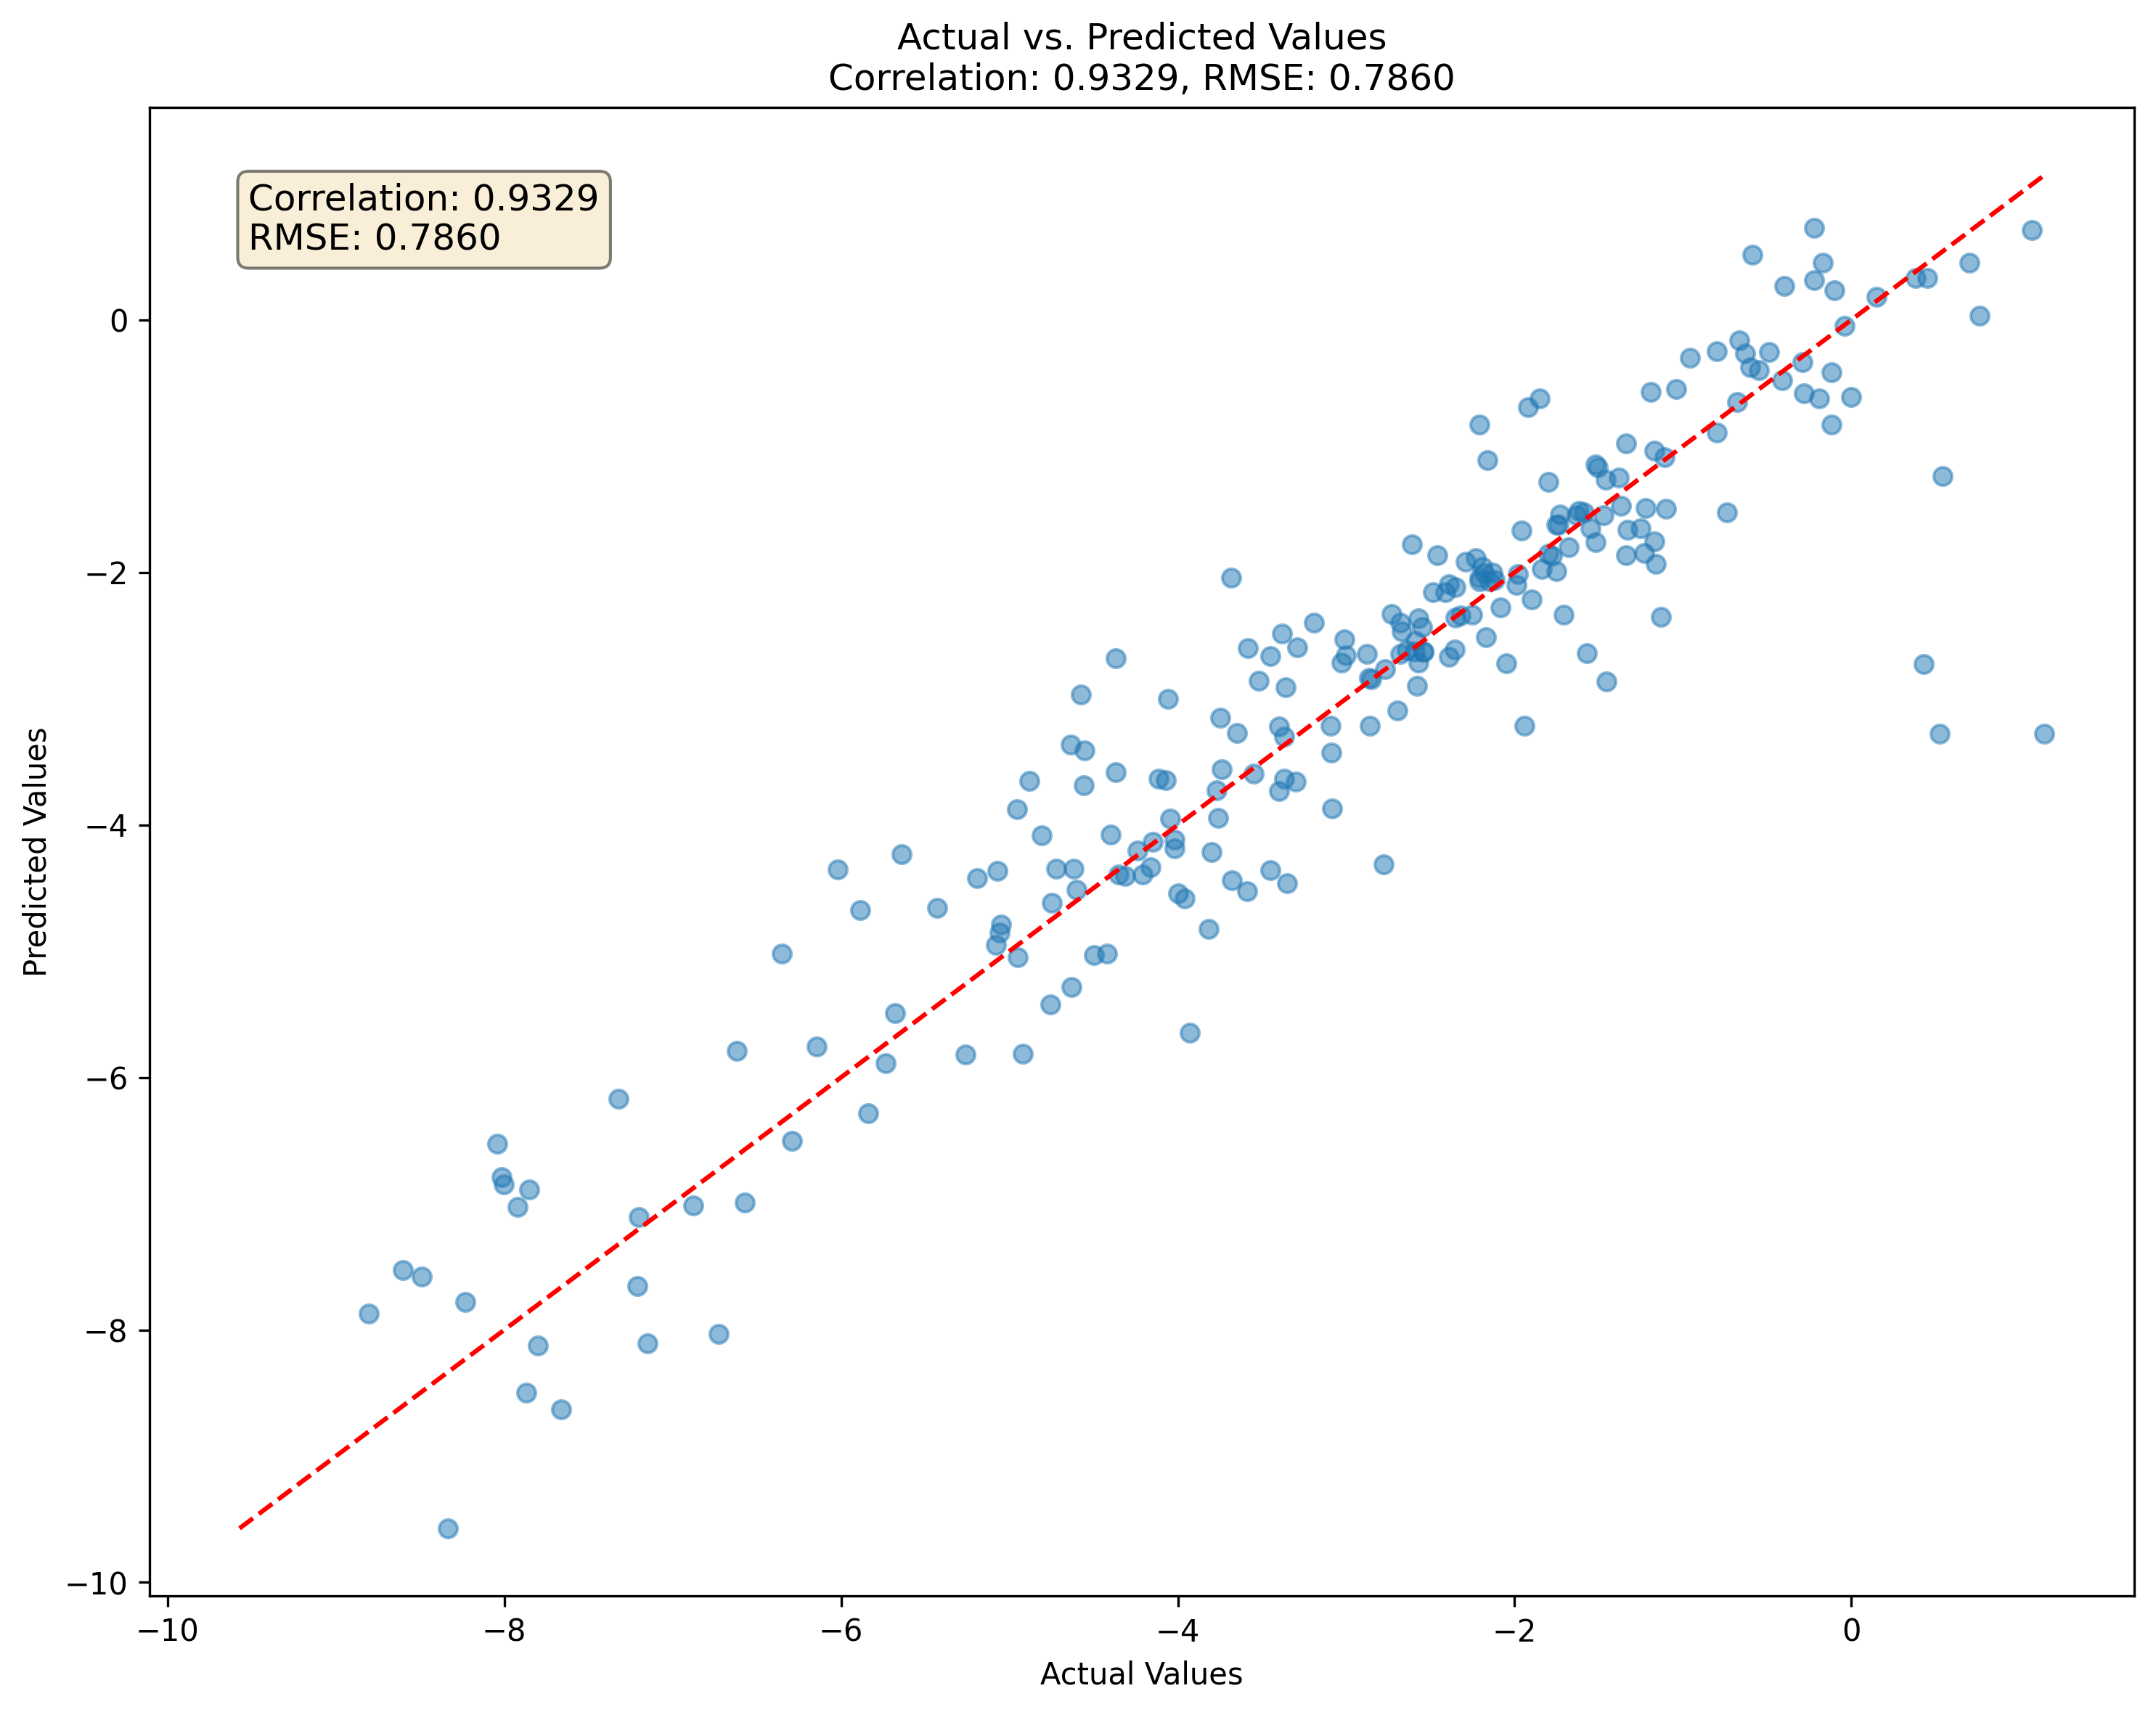 Actual vs. Predicted Values
Correlation: 0.9329, RMSE: 0.7860
Correlation: 0.9329
RMSE: 0.7860
Predicted Values
0
−2
−4
−6
−8
−10
−10
−8
−6
−4
−2
0
Actual Values